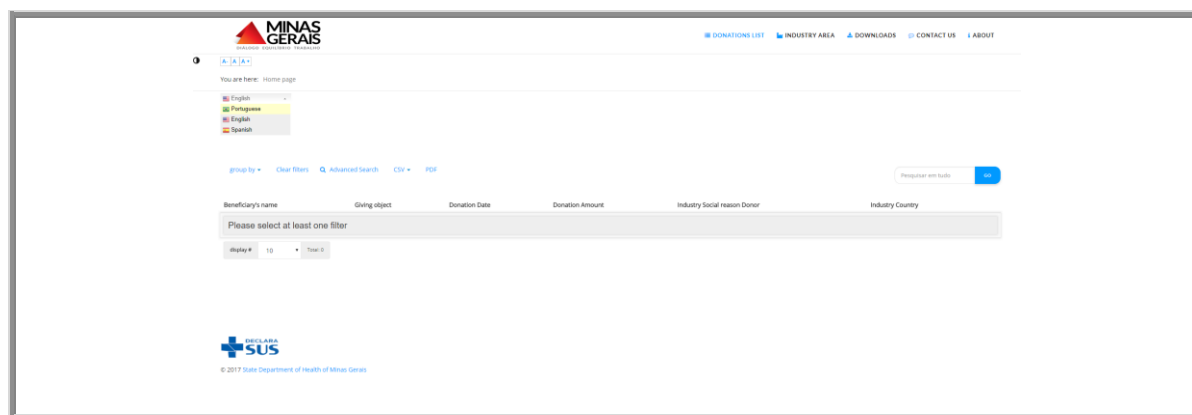 MINAS
GERAIS
DIÁLOGO EQUILÍBRIO TRABALHO
DONATIONS LIST INDUSTRY AREA DOWNLOADS CONTACT US ABOUT
A- A A+
You are here: Home page
English
Portuguese
English
Spanish
group by Clear filters Advanced Search CSV PDF
Pesquisar em tudo GO
Beneficiary's name Giving object Donation Date Donation Amount Industry Social reason Donor Industry Country
Please select at least one filter
display # 10 Total: 0
DECLARA
SUS
© 2017 State Department of Health of Minas Gerais